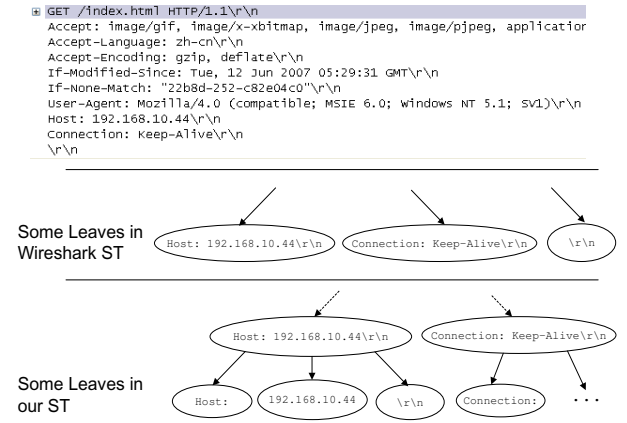 GET /index.html HTTP/1.1\r\n
Accept: image/gif, image/x-xbitmap, image/jpeg, image/pjpeg, application
Accept-Language: zh-cn\r\n
Accept-Encoding: gzip, deflate\r\n
If-Modified-Since: Tue, 12 Jun 2007 05:29:31 GMT\r\n
If-None-Match: "22b8d-252-c82e04c0"\r\n
User-Agent: Mozilla/4.0 (compatible; MSIE 6.0; Windows NT 5.1; SV1)\r\n
Host: 192.168.10.44\r\n
Connection: Keep-Alive\r\n
\r\n
Some Leaves in
Wireshark ST
Host: 192.168.10.44\r\n
Connection: Keep-Alive\r\n
\r\n
Host: 192.168.10.44\r\n
Connection: Keep-Alive\r\n
Some Leaves in
our ST
Host:
192.168.10.44
\r\n
Connection:
...